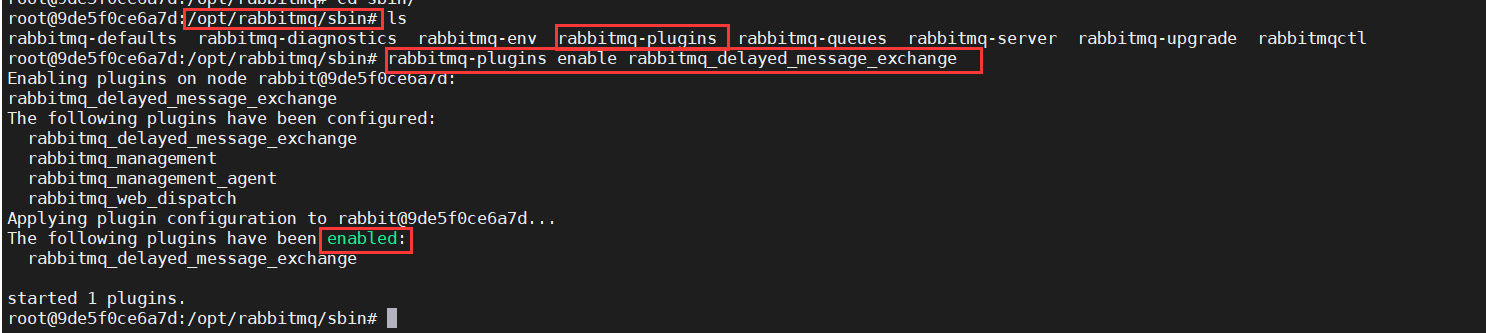 root@9de5f0ce6a7d:/opt/rabbitmq# cd sbin/
root@9de5f0ce6a7d:/opt/rabbitmq/sbin# ls
rabbitmq-defaults  rabbitmq-diagnostics  rabbitmq-env  rabbitmq-plugins  rabbitmq-queues  rabbitmq-server  rabbitmq-upgrade  rabbitmqctl
root@9de5f0ce6a7d:/opt/rabbitmq/sbin# rabbitmq-plugins enable rabbitmq_delayed_message_exchange
Enabling plugins on node rabbit@9de5f0ce6a7d:
rabbitmq_delayed_message_exchange
The following plugins have been configured:
  rabbitmq_delayed_message_exchange
  rabbitmq_management
  rabbitmq_management_agent
  rabbitmq_web_dispatch
Applying plugin configuration to rabbit@9de5f0ce6a7d...
The following plugins have been enabled:
  rabbitmq_delayed_message_exchange

started 1 plugins.
root@9de5f0ce6a7d:/opt/rabbitmq/sbin#